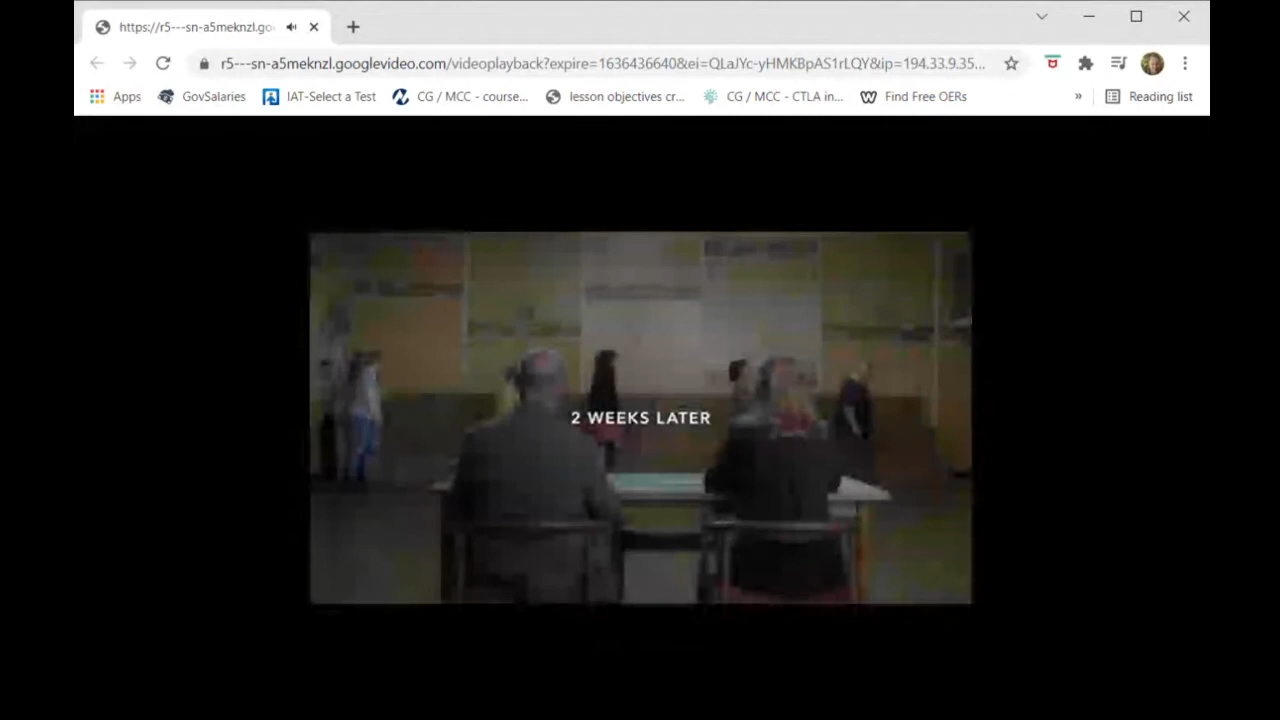 https://r5---sn-a5meknzl.go
r5---sn-a5meknzl.googlevideo.com/videoplayback?expire=1636436640&ei=QLaJYc-yHMKBpAS1rLQY&ip=194.33.9.35...
Apps GovSalaries IAT-Select a Test CG / MCC - course... lesson objectives cr... CG / MCC - CTLA in... Find Free OERs » Reading list
2 WEEKS LATER